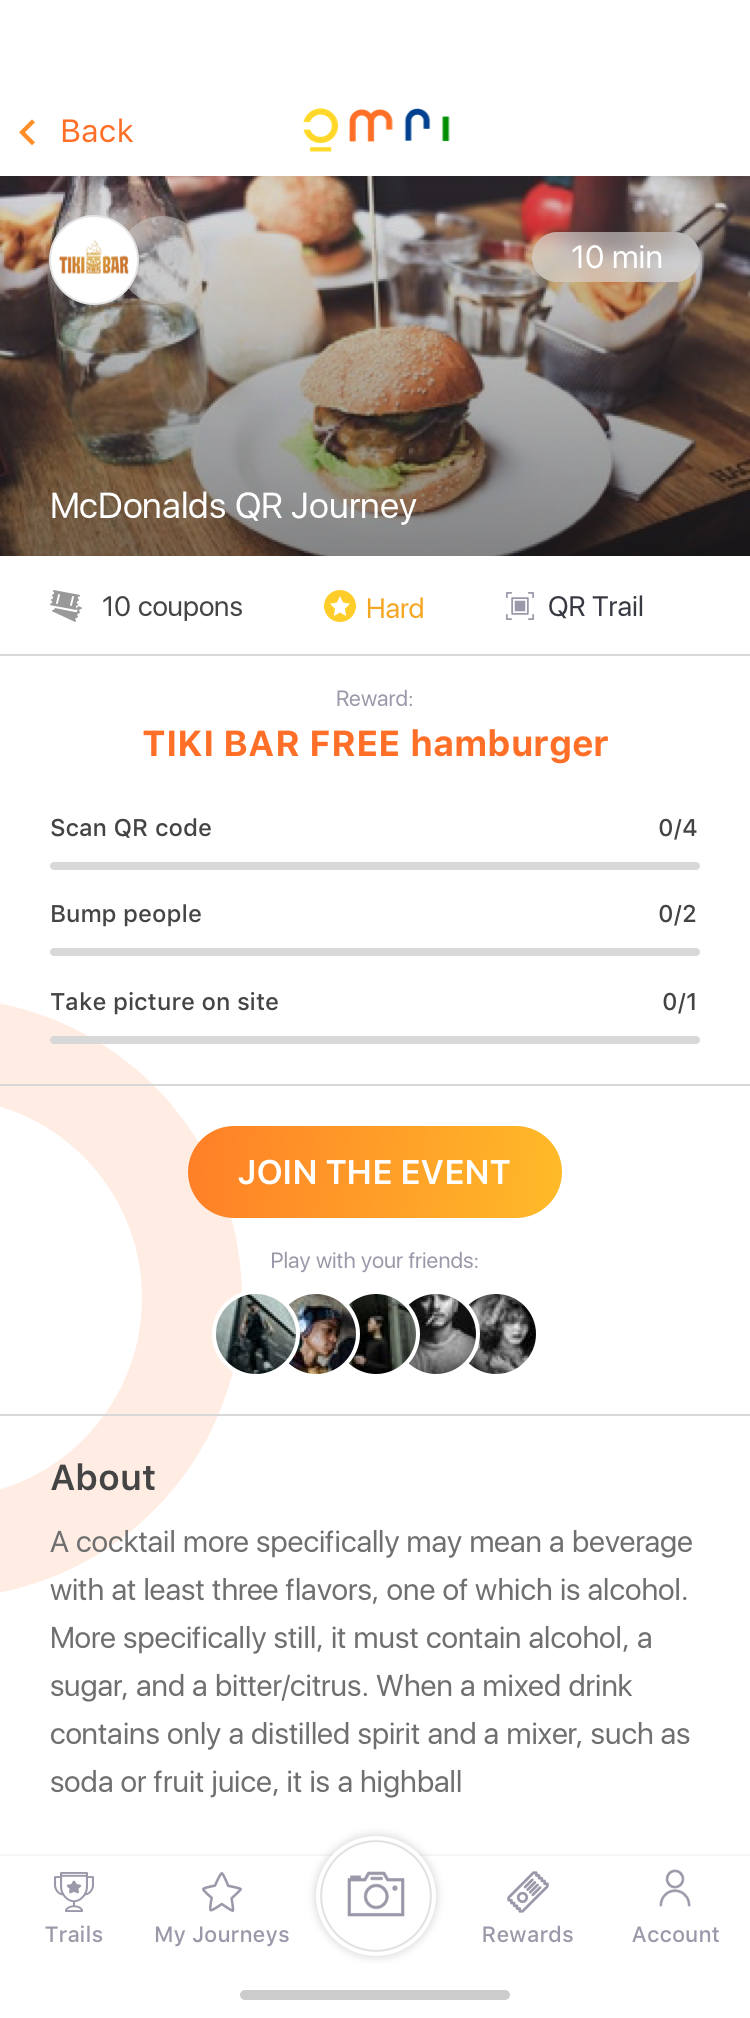 Back
omni
TIKI BAR
10 min
McDonalds QR Journey
10 coupons
Hard
QR Trail
Reward:
TIKI BAR FREE hamburger
Scan QR code
0/4
Bump people
0/2
Take picture on site
0/1
JOIN THE EVENT
Play with your friends:
About
A cocktail more specifically may mean a beverage
with at least three flavors, one of which is alcohol.
More specifically still, it must contain alcohol, a
sugar, and a bitter/citrus. When a mixed drink
contains only a distilled spirit and a mixer, such as
soda or fruit juice, it is a highball
Trails
My Journeys
Rewards
Account